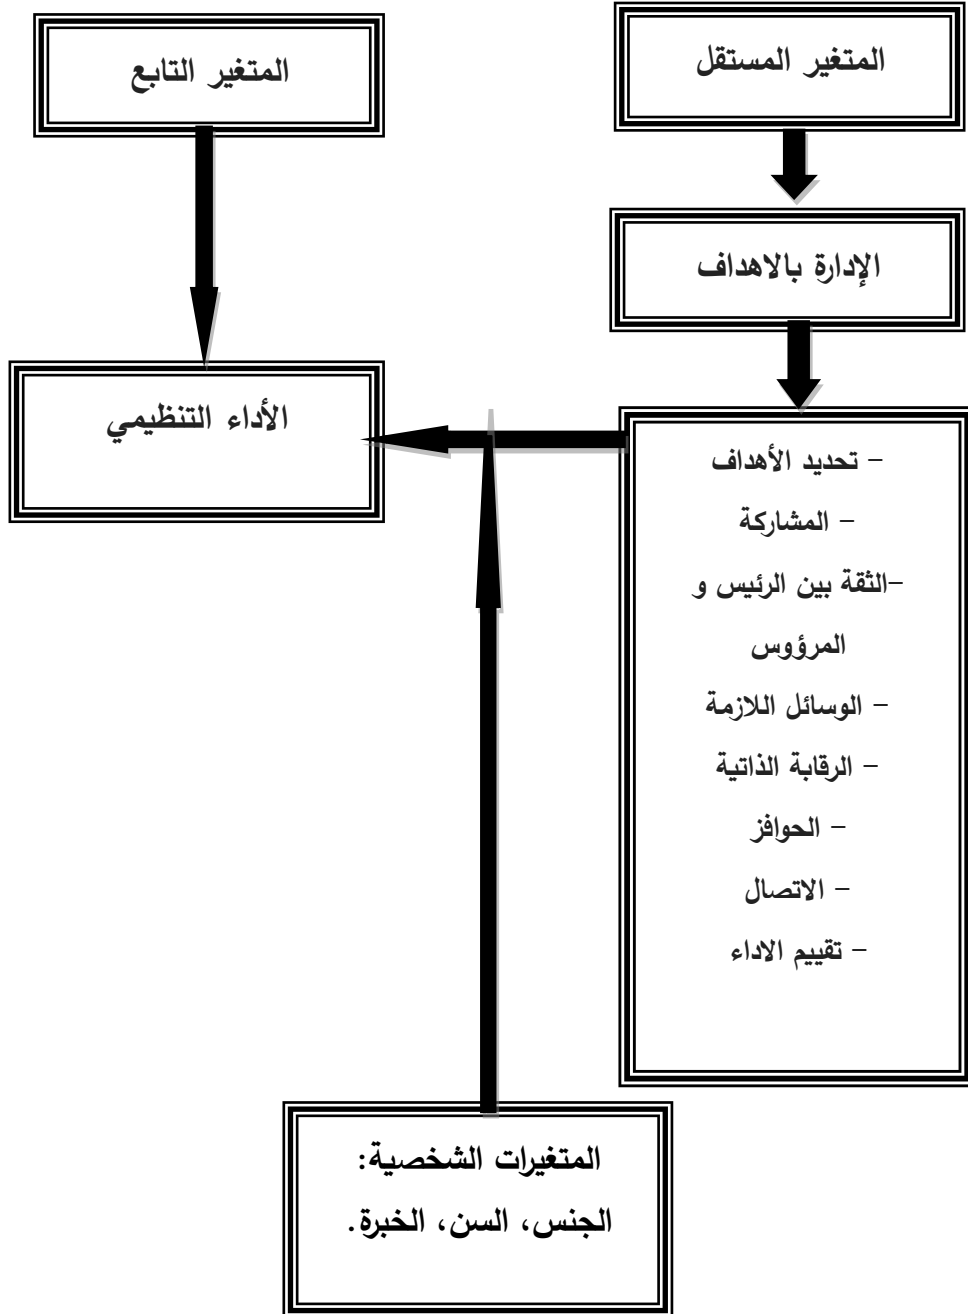 المتغير المستقل
المتغير التابع
الإدارة بالاهداف
الأداء التنظيمي
– تحديد الأهداف
– المشاركة
–الثقة بين الرئيس و
المرؤوس
– الوسائل اللازمة
– الرقابة الذاتية
– الحوافز
– الاتصال
– تقييم الاداء
المتغيرات الشخصية:
الجنس، السن، الخبرة.